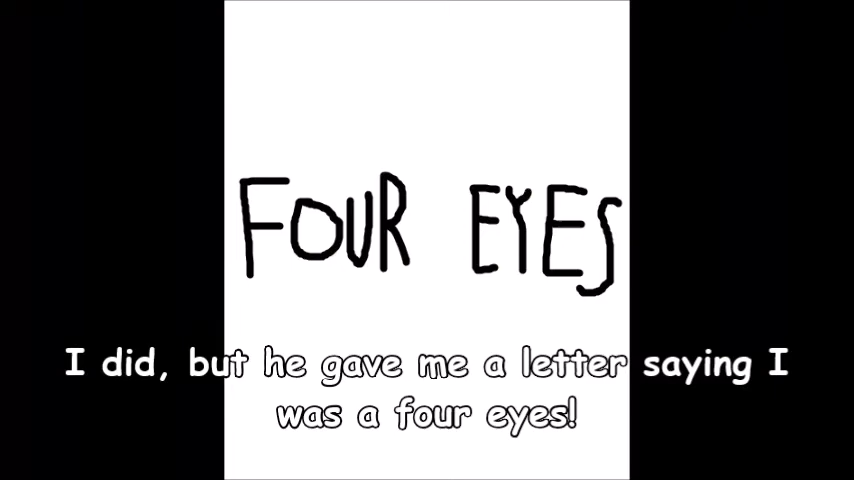 FOUR EYES
I did, but he gave me a letter saying I
was a four eyes!